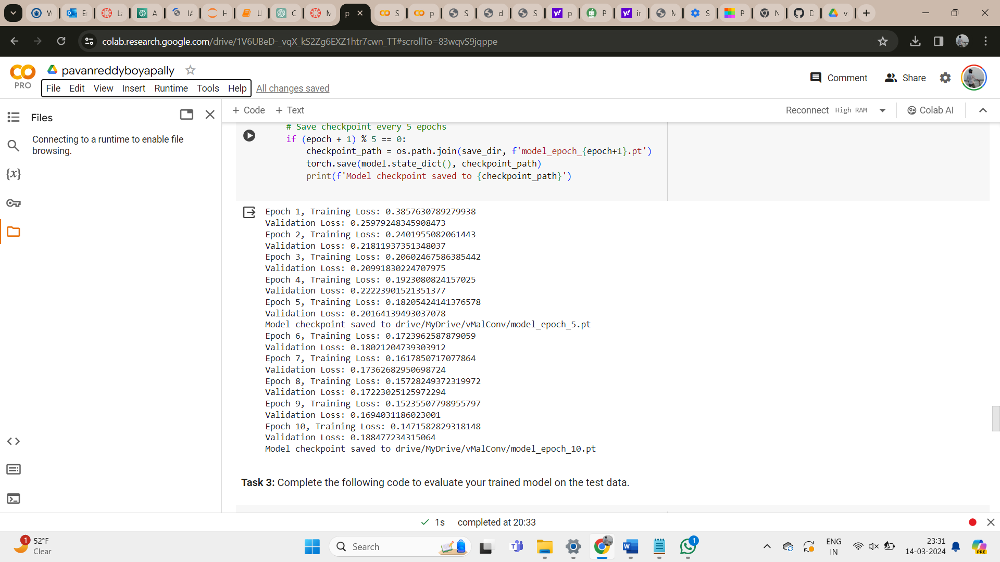 W
E
L
A
IA
H
U
C
M
p
S
p
S
d
S
p
P
ir
M
S
P
N
D
v
colab.research.google.com/drive/1V6UBeD-_vqX_kS2Zg6EXZ1htr7cwn_TT#scrollTo=83wqvS9jqppe
PRO
pavanreddyboyapally
File Edit View Insert Runtime Tools Help All changes saved
Comment Share
Files
Connecting to a runtime to enable file
browsing.
+ Code + Text
Reconnect High RAM Colab AI
{x}
# Save checkpoint every 5 epochs
if (epoch + 1) % 5 == 0:
checkpoint_path = os.path.join(save_dir, f'model_epoch_{epoch+1}.pt')
torch.save(model.state_dict(), checkpoint_path)
print(f'Model checkpoint saved to {checkpoint_path}')
Epoch 1, Training Loss: 0.3857630789279938
Validation Loss: 0.25979248345908473
Epoch 2, Training Loss: 0.2401955082061443
Validation Loss: 0.21811937351348037
Epoch 3, Training Loss: 0.20602467586385442
Validation Loss: 0.20991830224707975
Epoch 4, Training Loss: 0.1923080824157025
Validation Loss: 0.22223901521351377
Epoch 5, Training Loss: 0.18205424141376578
Validation Loss: 0.20164139493037078
Model checkpoint saved to drive/MyDrive/vMalConv/model_epoch_5.pt
Epoch 6, Training Loss: 0.1723962587879059
Validation Loss: 0.18021204739303912
Epoch 7, Training Loss: 0.1617850717077864
Validation Loss: 0.17362682950698724
Epoch 8, Training Loss: 0.15728249372319972
Validation Loss: 0.17223025125972294
Epoch 9, Training Loss: 0.15235507798955797
Validation Loss: 0.1694031186023001
Epoch 10, Training Loss: 0.1471582829318148
Validation Loss: 0.188477234315064
Model checkpoint saved to drive/MyDrive/vMalConv/model_epoch_10.pt
Task 3: Complete the following code to evaluate your trained model on the test data.
1s completed at 20:33
1
52°F
Clear
Search
1
ENG
IN
23:31
14-03-2024
PRE